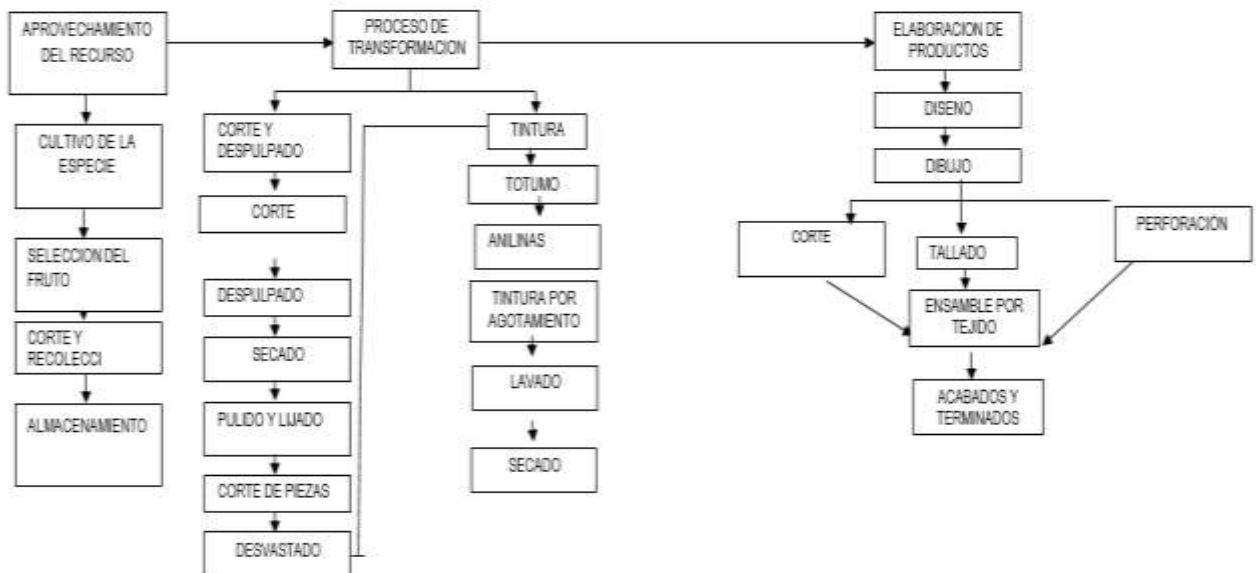 APROVECHAMIENTO
DEL RECURSO
CULTIVO DE LA
ESPECIE
SELECCION DEL
FRUTO
CORTE Y
RECOLECCI
ALMACENAMIENTO
PROCESO DE
TRANSFORMACION
CORTE Y
DESPULPADO
CORTE
DESPULPADO
SECADO
PULIDO Y LIJADO
CORTE DE PIEZAS
DESVASTADO
TINTURA
TOTUMO
ANILINAS
TINTURA POR
AGOTAMIENTO
LAVADO
SECADO
ELABORACION DE
PRODUCTOS
DISENO
DIBUJO
CORTE
TALLADO
PERFORACIÓN
ENSAMBLE POR
TEJIDO
ACABADOS Y
TERMINADOS